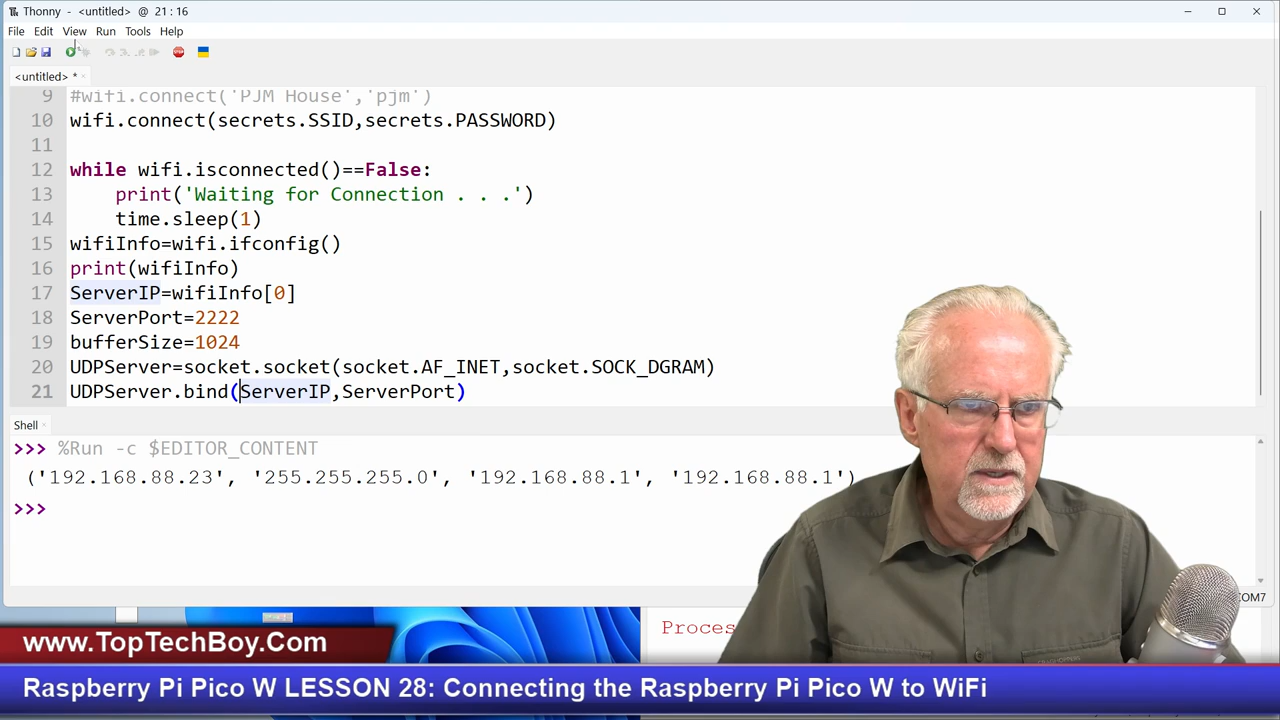 Thonny - <untitled> @ 21 : 16
File Edit View Run Tools Help
<untitled> *
9 #wifi.connect('PJM House','pjm')
10 wifi.connect(secrets.SSID,secrets.PASSWORD)
11
12 while wifi.isconnected()==False:
13 print('Waiting for Connection . . .')
14 time.sleep(1)
15 wifiInfo=wifi.ifconfig()
16 print(wifiInfo)
17 ServerIP=wifiInfo[0]
18 ServerPort=2222
19 bufferSize=1024
20 UDPServer=socket.socket(socket.AF_INET,socket.SOCK_DGRAM)
21 UDPServer.bind(ServerIP,ServerPort)
Shell
>>> %Run -c $EDITOR_CONTENT
('192.168.88.23', '255.255.255.0', '192.168.88.1', '192.168.88.1')
>>>
COM7
Proces
www.TopTechBoy.Com
Raspberry Pi Pico W LESSON 28: Connecting the Raspberry Pi Pico W to WiFi